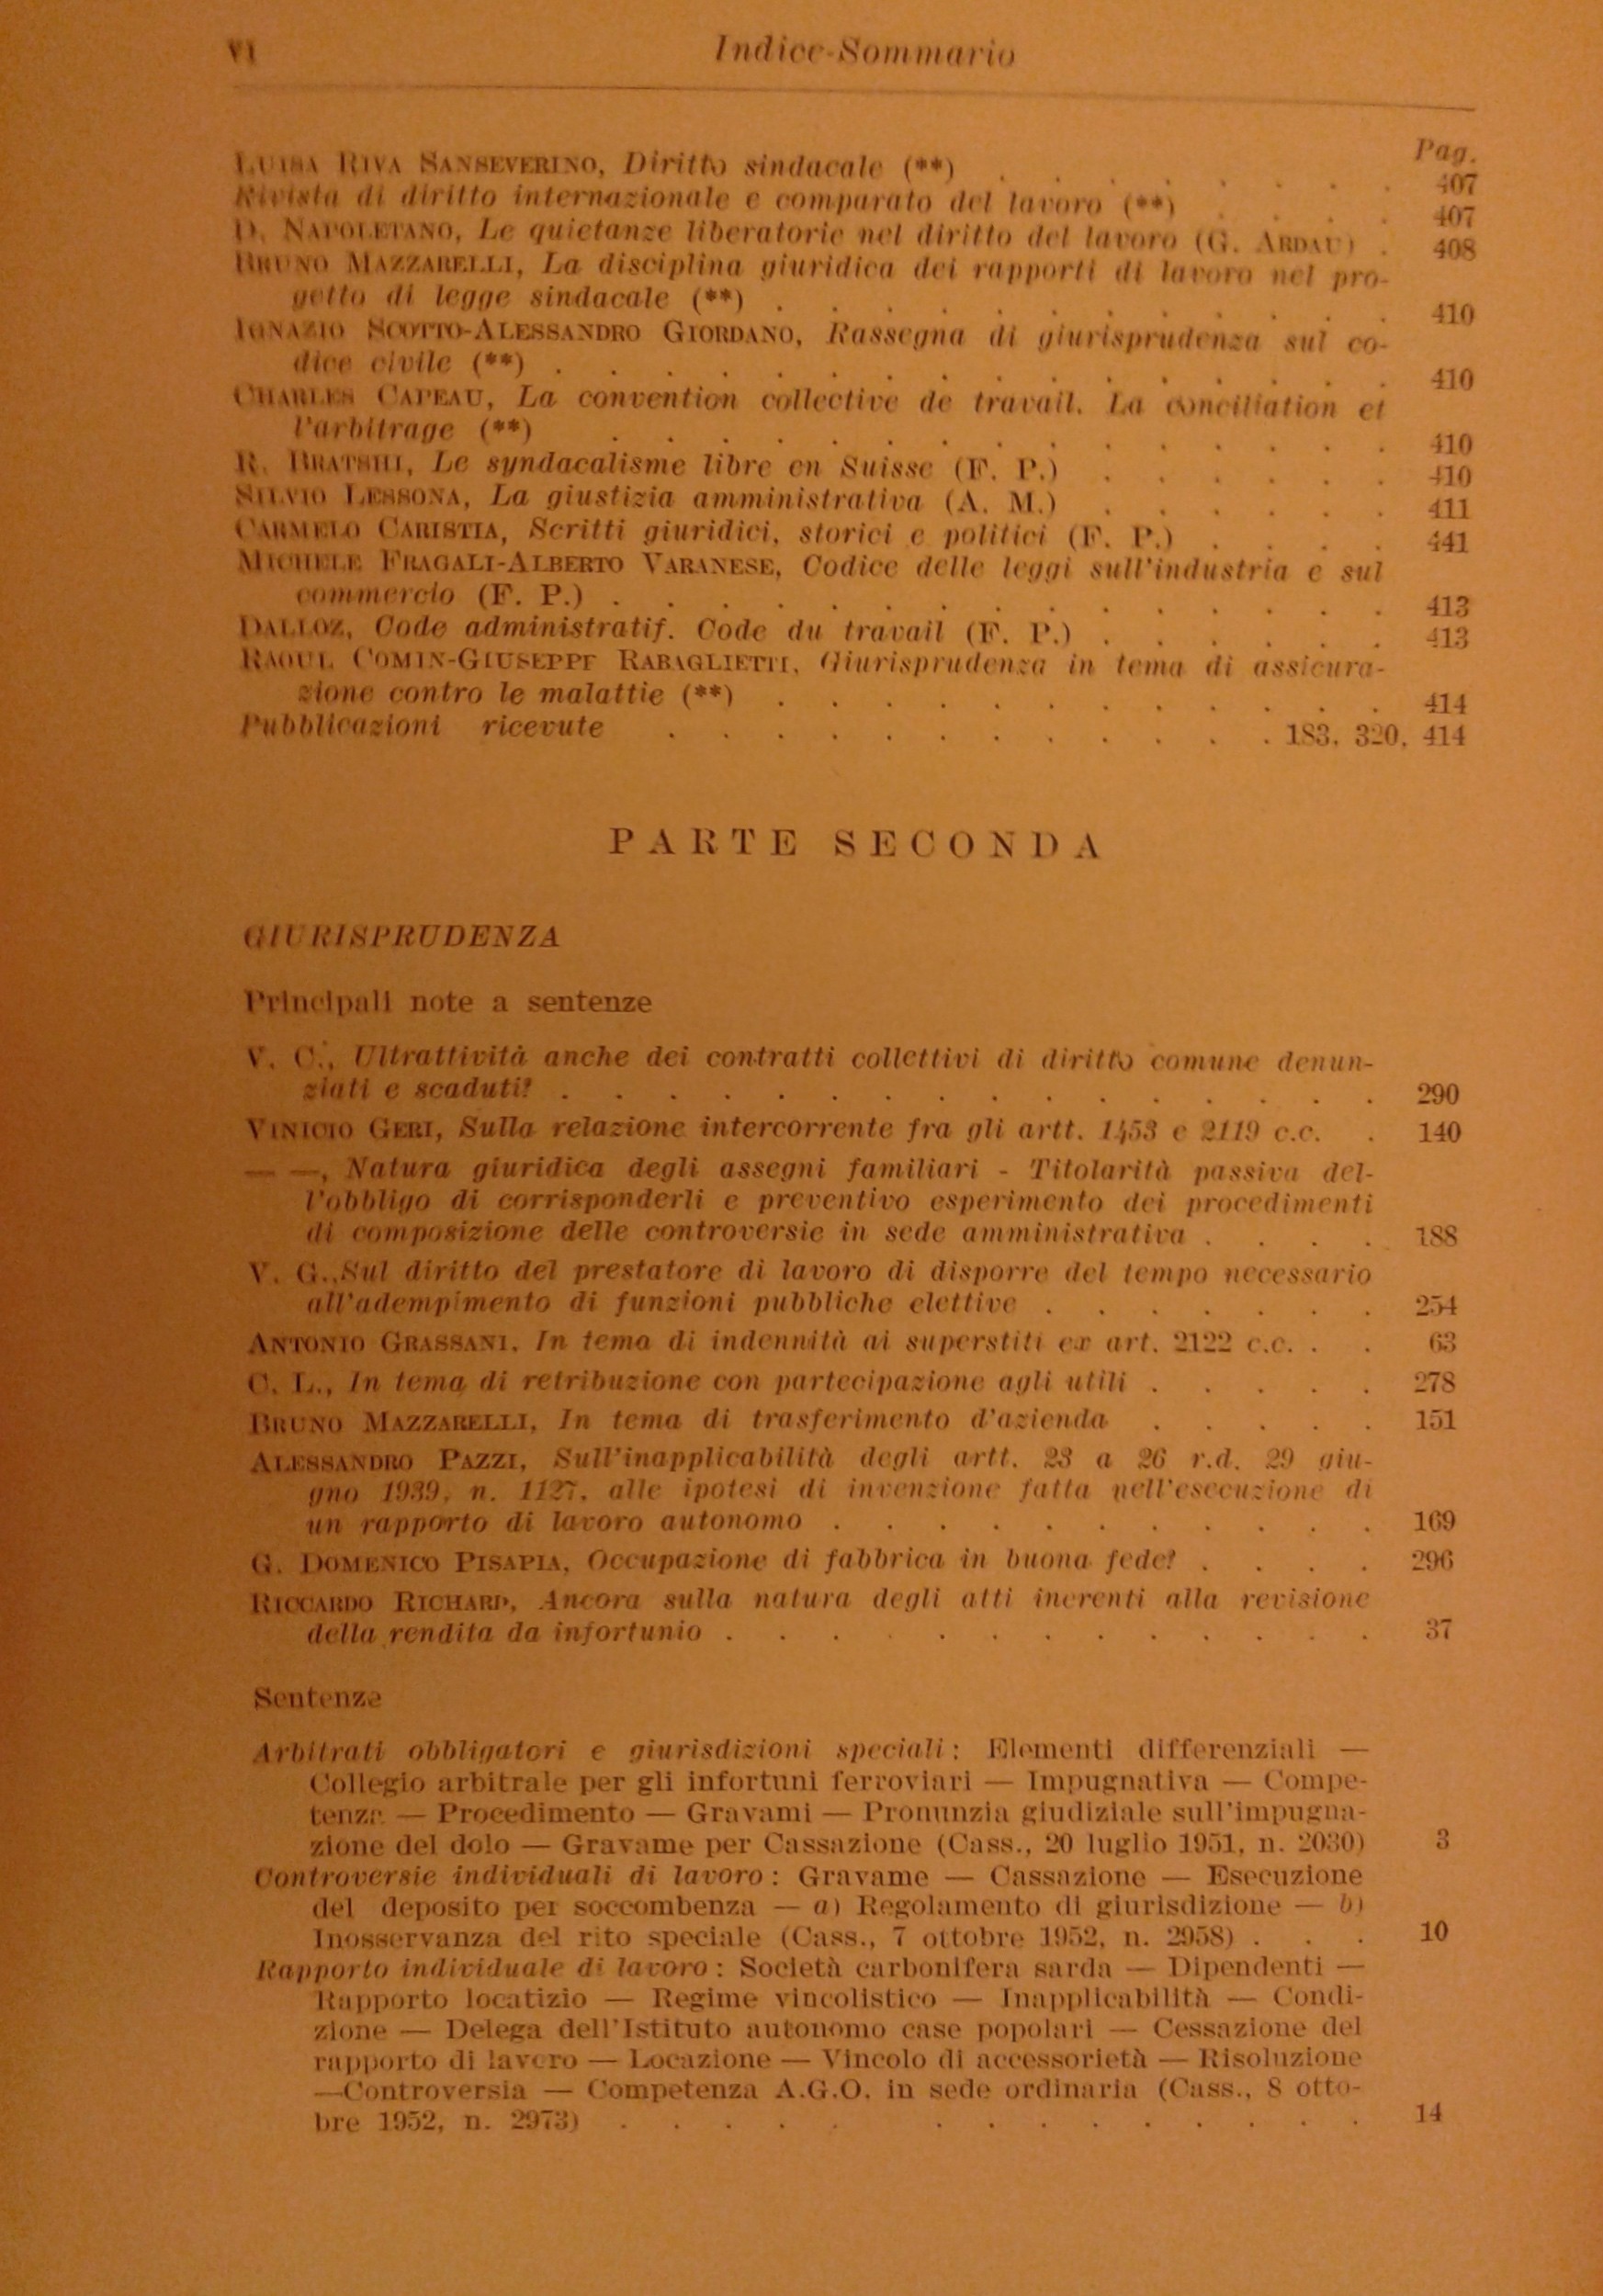 VI Indice-Sommario
Pag.
LUISA RIVA SANSEVERINO, Diritto sindacale (**) . . . . . . . . 407
Rivista di diritto internazionale e comparato del lavoro (**) . . . . 407
D. NAPOLETANO, Le quietanze liberatorie nel diritto del lavoro (G. ARDAU) . 408
BRUNO MAZZARELLI, La disciplina giuridica dei rapporti di lavoro nel pro-
getto di legge sindacale (**) . . . . . . . . . . . . 410
IGNAZIO SCOTTO-ALESSANDRO GIORDANO, Rassegna di giurisprudenza sul co-
dice civile (**) . . . . . . . . . . . . . . . . 410
CHARLES CAPEAU, La convention collective de travail. La conciliation et
l'arbitrage (**) . . . . . . . . . . . . . . . 410
R. BRATSHI, Le syndacalisme libre en Suisse (F. P.) . . . . . . 410
SILVIO LESSONA, La giustizia amministrativa (A. M.) . . . . . . 411
CARMELO CARISTIA, Scritti giuridici, storici e politici (F. P.) . . . . 441
MICHELE FRAGALI-ALBERTO VARANESE, Codice delle leggi sull'industria e sul
commercio (F. P.) . . . . . . . . . . . . . . . 413
DALLOZ, Code administratif. Code du travail (F. P.) . . . . . . 413
RAOUL COMIN-GIUSEPPE RABAGLIETTI, Giurisprudenza in tema di assicura-
zione contro le malattie (**) . . . . . . . . . . . . 414
Pubblicazioni ricevute . . . . . . . . . . . . 183, 320, 414
PARTE SECONDA
GIURISPRUDENZA
Principali note a sentenze
V. C., Ultrattività anche dei contratti collettivi di diritto comune denun-
ziati e scaduti? . . . . . . . . . . . . . . . . 290
VINICIO GERI, Sulla relazione intercorrente fra gli artt. 1453 e 2119 c.c. . 140
— —, Natura giuridica degli assegni familiari - Titolarità passiva del-
l'obbligo di corrisponderli e preventivo esperimento dei procedimenti
di composizione delle controversie in sede amministrativa . . . . 188
V. G.,Sul diritto del prestatore di lavoro di disporre del tempo necessario
all'adempimento di funzioni pubbliche elettive . . . . . . . 254
ANTONIO GRASSANI, In tema di indennità ai superstiti ex art. 2122 c.c. . . 63
C. L., In tema di retribuzione con partecipazione agli utili . . . . . 278
BRUNO MAZZARELLI, In tema di trasferimento d'azienda . . . . . 151
ALESSANDRO PAZZI, Sull'inapplicabilità degli artt. 23 a 26 r.d. 29 giu-
gno 1939, n. 1127, alle ipotesi di invenzione fatta nell'esecuzione di
un rapporto di lavoro autonomo . . . . . . . . . . . 169
G. DOMENICO PISAPIA, Occupazione di fabbrica in buona fede? . . . . 296
RICCARDO RICHARD, Ancora sulla natura degli atti inerenti alla revisione
della rendita da infortunio . . . . . . . . . . . . . 37
Sentenze
Arbitrati obbligatori e giurisdizioni speciali: Elementi differenziali —
Collegio arbitrale per gli infortuni ferroviari — Impugnativa — Compe-
tenza — Procedimento — Gravami — Pronunzia giudiziale sull'impugna-
zione del dolo — Gravame per Cassazione (Cass., 20 luglio 1951, n. 2030) 3
Controversie individuali di lavoro: Gravame — Cassazione — Esecuzione
del deposito per soccombenza — a) Regolamento di giurisdizione — b)
Inosservanza del rito speciale (Cass., 7 ottobre 1952, n. 2958) . . . 10
Rapporto individuale di lavoro: Società carbonifera sarda — Dipendenti —
Rapporto locatizio — Regime vincolistico — Inapplicabilità — Condi-
zione — Delega dell'Istituto autonomo case popolari — Cessazione del
rapporto di lavoro — Locazione — Vincolo di accessorietà — Risoluzione
—Controversia — Competenza A.G.O. in sede ordinaria (Cass., 8 otto-
bre 1952, n. 2973) . . . . . . . . . . . . . . 14